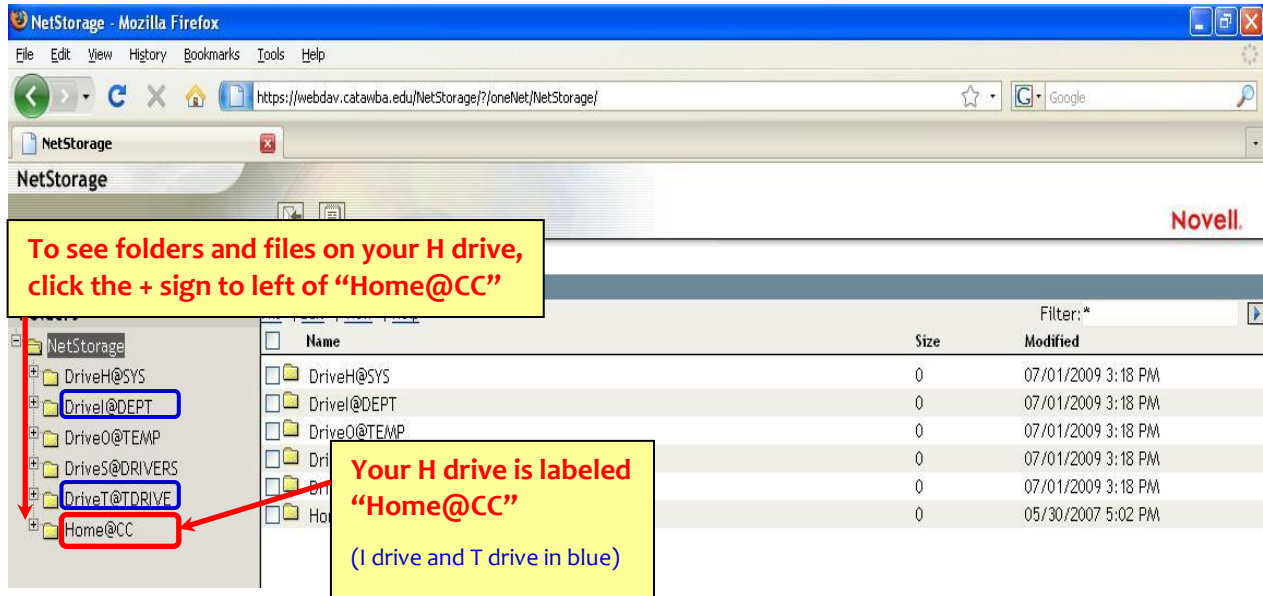 NetStorage - Mozilla Firefox
File Edit View History Bookmarks Tools Help
https://webdav.catawba.edu/NetStorage/?/oneNet/NetStorage/
G Google
NetStorage
NetStorage
Novell.
To see folders and files on your H drive,
click the + sign to left of “Home@CC”
Filter: *
NetStorage
Name Size Modified
DriveH@SYS
DriveI@DEPT
DriveO@TEMP
DriveS@DRIVERS
DriveT@TDRIVE
Home@CC
DriveH@SYS 0 07/01/2009 3:18 PM
DriveI@DEPT 0 07/01/2009 3:18 PM
DriveO@TEMP 0 07/01/2009 3:18 PM
Dri 0 07/01/2009 3:18 PM
Dri 0 07/01/2009 3:18 PM
Ho 0 05/30/2007 5:02 PM
Your H drive is labeled
“Home@CC”
(I drive and T drive in blue)